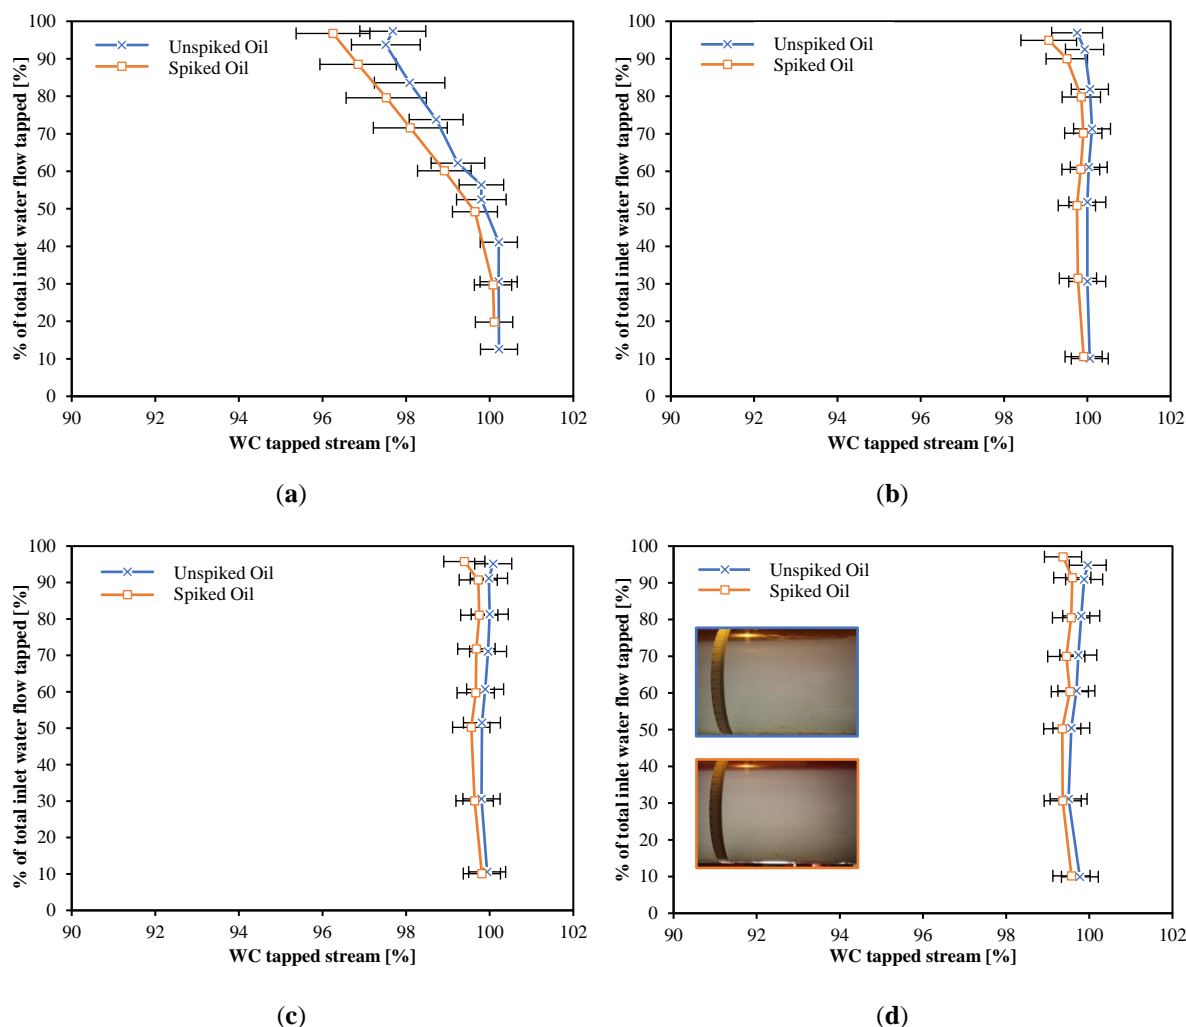 100
90
80
70
60
50
40
30
20
10
0
% of total inlet water flow tapped [%]
Unspiked Oil
Spiked Oil
90 92 94 96 98 100 102
WC tapped stream [%]
(a)
100
90
80
70
60
50
40
30
20
10
0
% of total inlet water flow tapped [%]
Unspiked Oil
Spiked Oil
90 92 94 96 98 100 102
WC tapped stream [%]
(b)
100
90
80
70
60
50
40
30
20
10
0
% of total inlet water flow tapped [%]
Unspiked Oil
Spiked Oil
90 92 94 96 98 100 102
WC tapped stream [%]
(c)
100
90
80
70
60
50
40
30
20
10
0
% of total inlet water flow tapped [%]
Unspiked Oil
Spiked Oil
90 92 94 96 98 100 102
WC tapped stream [%]
(d)